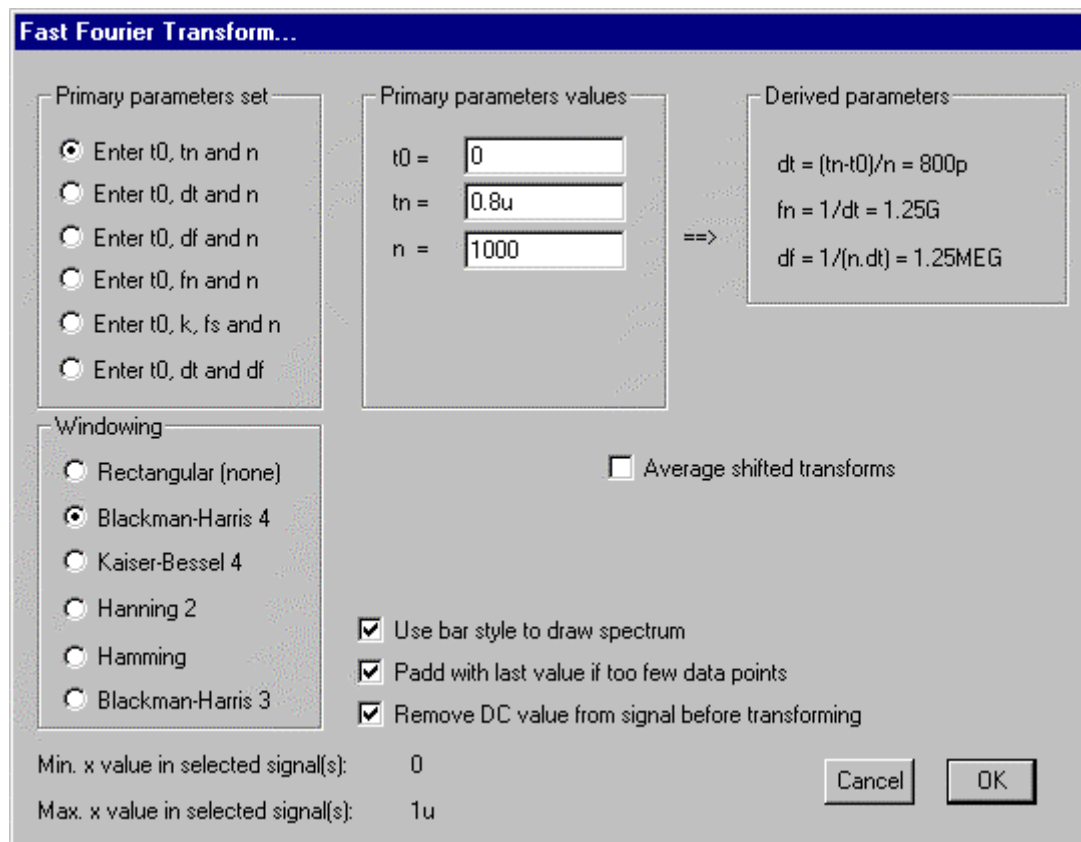 Fast Fourier Transform...
Primary parameters set
Enter t0, tn and n
Enter t0, dt and n
Enter t0, df and n
Enter t0, fn and n
Enter t0, k, fs and n
Enter t0, dt and df
Primary parameters values
t0 = 0
tn = 0.8u
n = 1000
==>
Derived parameters
dt = (tn-t0)/n = 800p
fn = 1/dt = 1.25G
df = 1/(n.dt) = 1.25MEG
Windowing
Rectangular (none)
Blackman-Harris 4
Kaiser-Bessel 4
Hanning 2
Hamming
Blackman-Harris 3
Average shifted transforms
Use bar style to draw spectrum
Padd with last value if too few data points
Remove DC value from signal before transforming
Min. x value in selected signal(s): 0
Max. x value in selected signal(s): 1u
Cancel OK